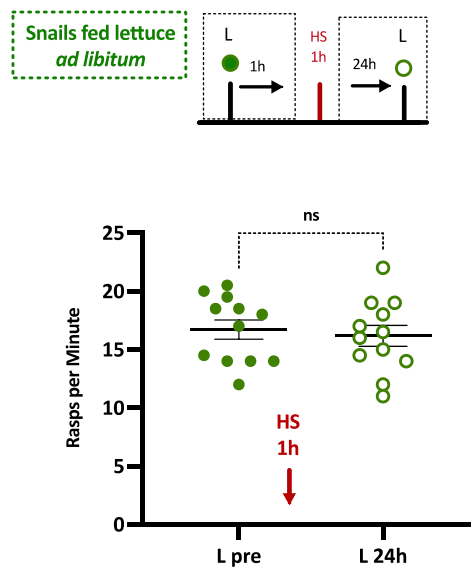 Snails fed lettuce
ad libitum
L
1h
HS
1h
24h
L
ns
25
20
15
10
5
0
Rasps per Minute
HS
1h
L pre
L 24h